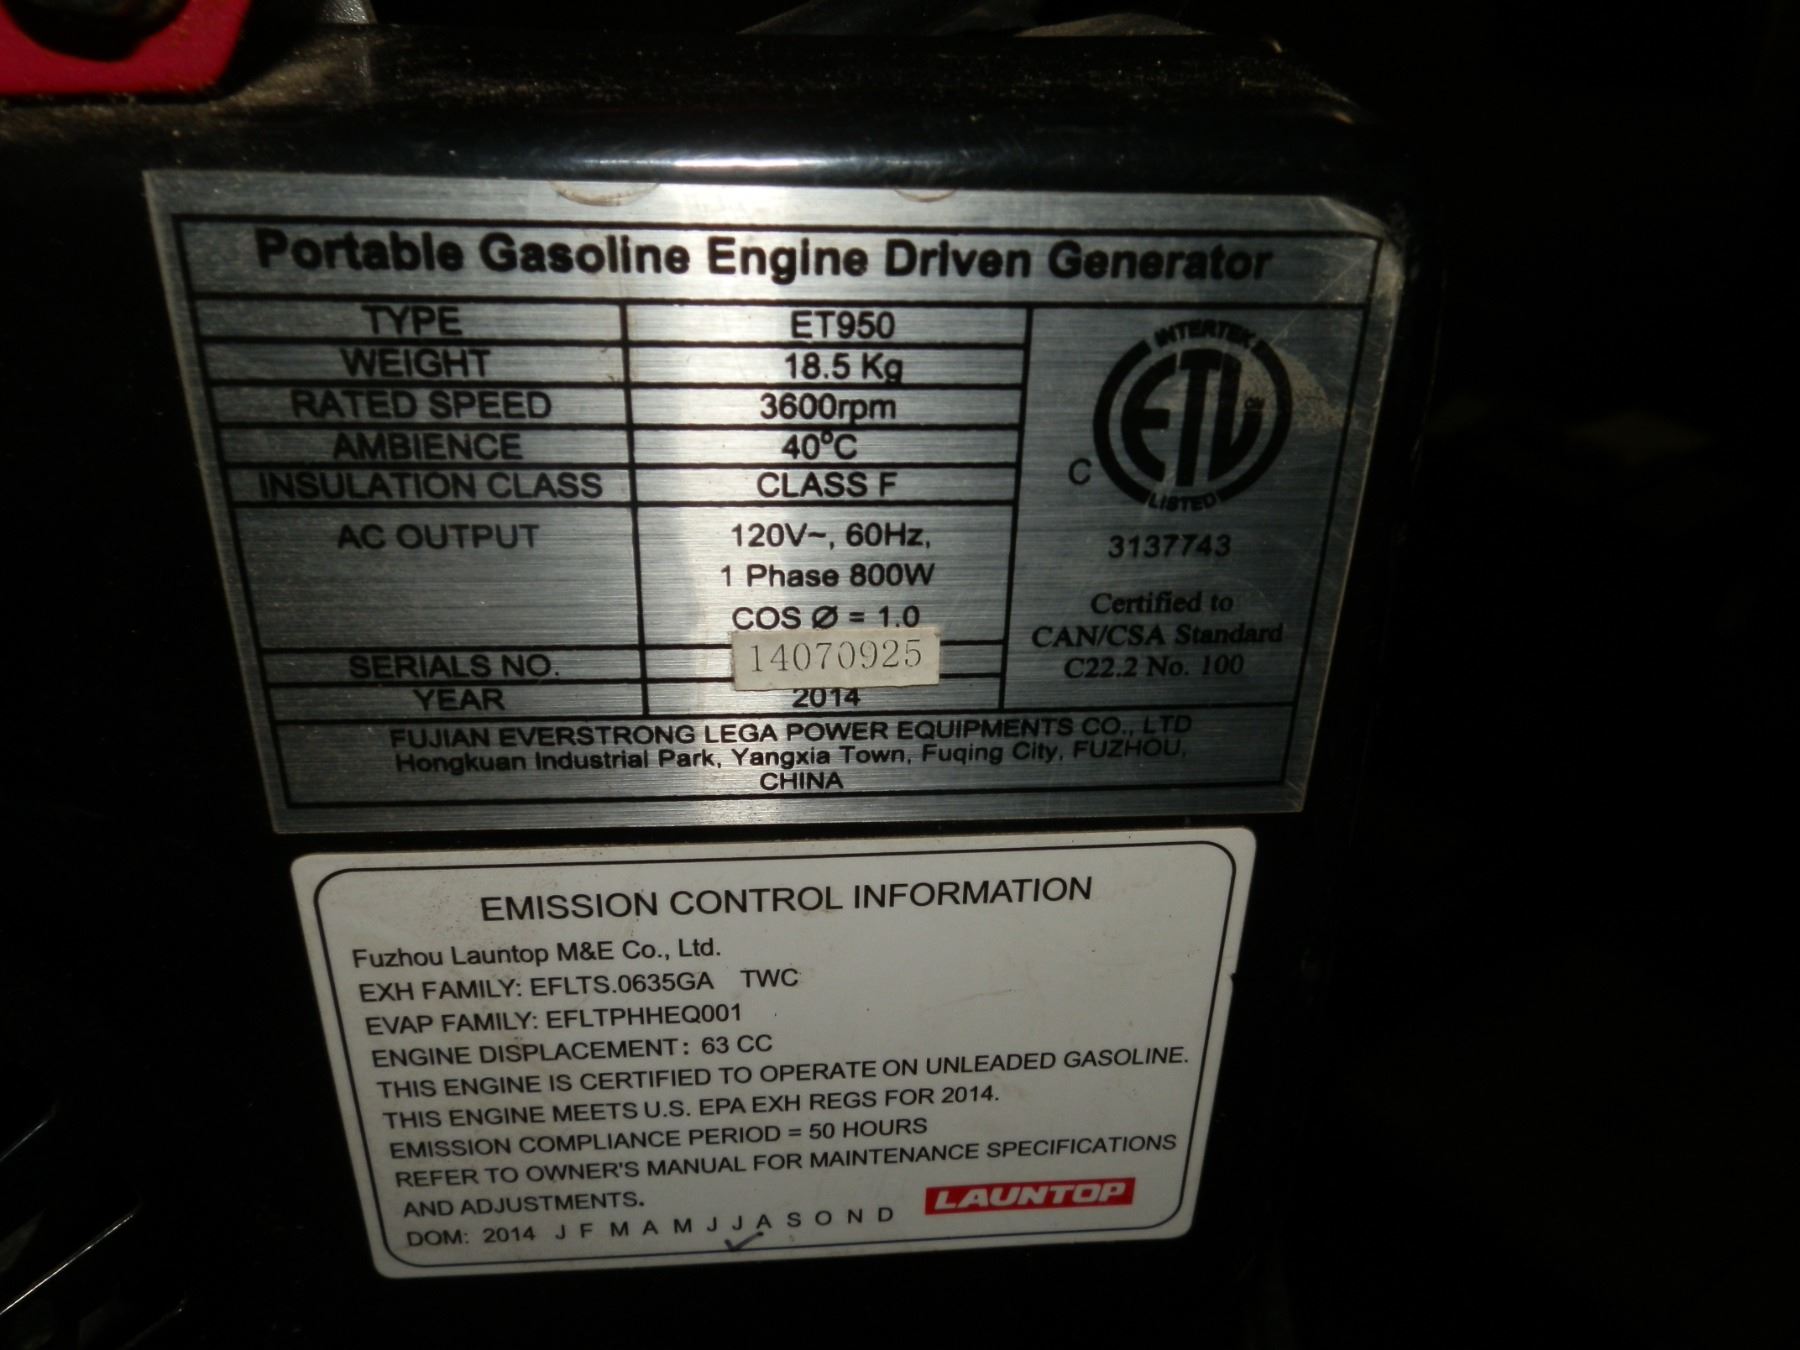 Portable Gasoline Engine Driven Generator
TYPE ET950
WEIGHT 18.5 Kg
RATED SPEED 3600rpm
AMBIENCE 40°C
INSULATION CLASS CLASS F
AC OUTPUT 120V~, 60Hz,
1 Phase 800W
COS Ø = 1.0
SERIALS NO. 14070925
YEAR 2014
INTERTEK
ETL
CM
LISTED
C
3137743
Certified to
CAN/CSA Standard
C22.2 No. 100
FUJIAN EVERSTRONG LEGA POWER EQUIPMENTS CO., LTD
Hongkuan Industrial Park, Yangxia Town, Fuqing City, FUZHOU,
CHINA
EMISSION CONTROL INFORMATION
Fuzhou Launtop M&E Co., Ltd.
EXH FAMILY: EFLTS.0635GA TWC
EVAP FAMILY: EFLTPHHEQ001
ENGINE DISPLACEMENT: 63 CC
THIS ENGINE IS CERTIFIED TO OPERATE ON UNLEADED GASOLINE.
THIS ENGINE MEETS U.S. EPA EXH REGS FOR 2014.
EMISSION COMPLIANCE PERIOD = 50 HOURS
REFER TO OWNER'S MANUAL FOR MAINTENANCE SPECIFICATIONS
AND ADJUSTMENTS.
DOM: 2014 J F M A M J J A S O N D
LAUNTOP